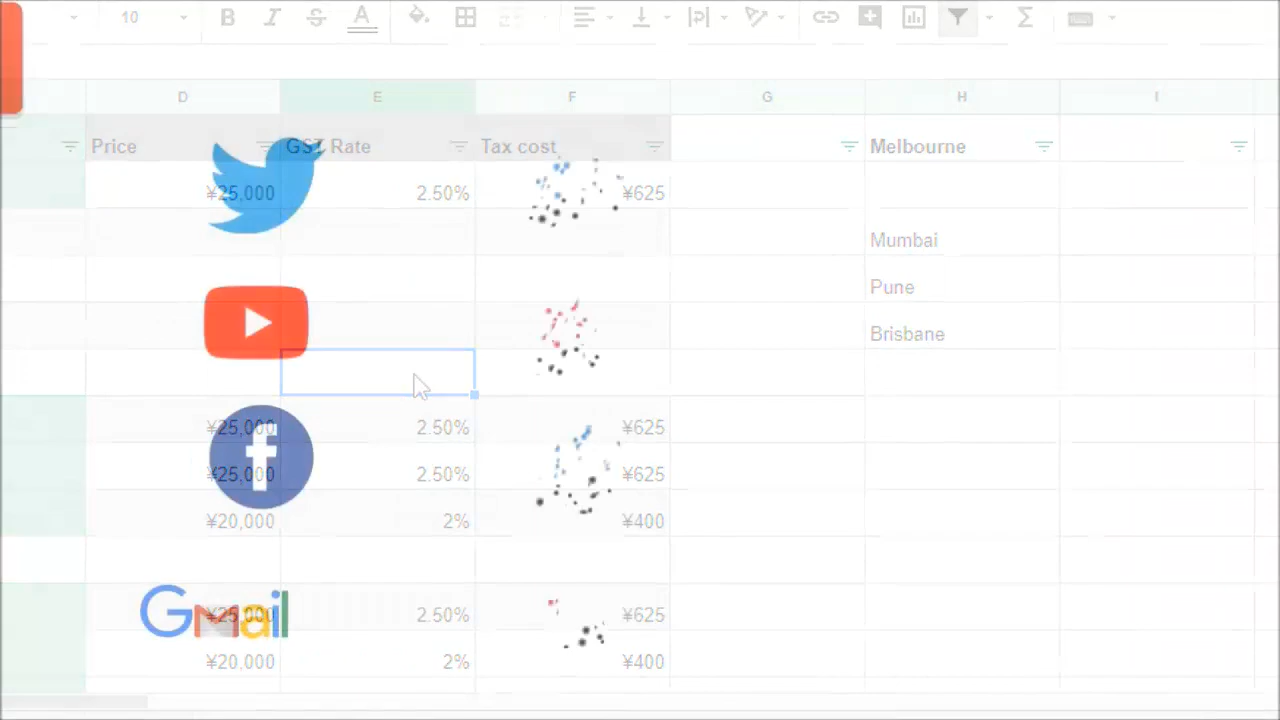 10 B I S A Σ
D E F G H I
Price GST Rate Tax cost Melbourne
¥25,000 2.50% ¥625
Mumbai
Pune
Brisbane
¥25,000 2.50% ¥625
f
¥25,000 2.50% ¥625
¥20,000 2% ¥400
Gmail
¥25,000 2.50% ¥625
¥20,000 2% ¥400